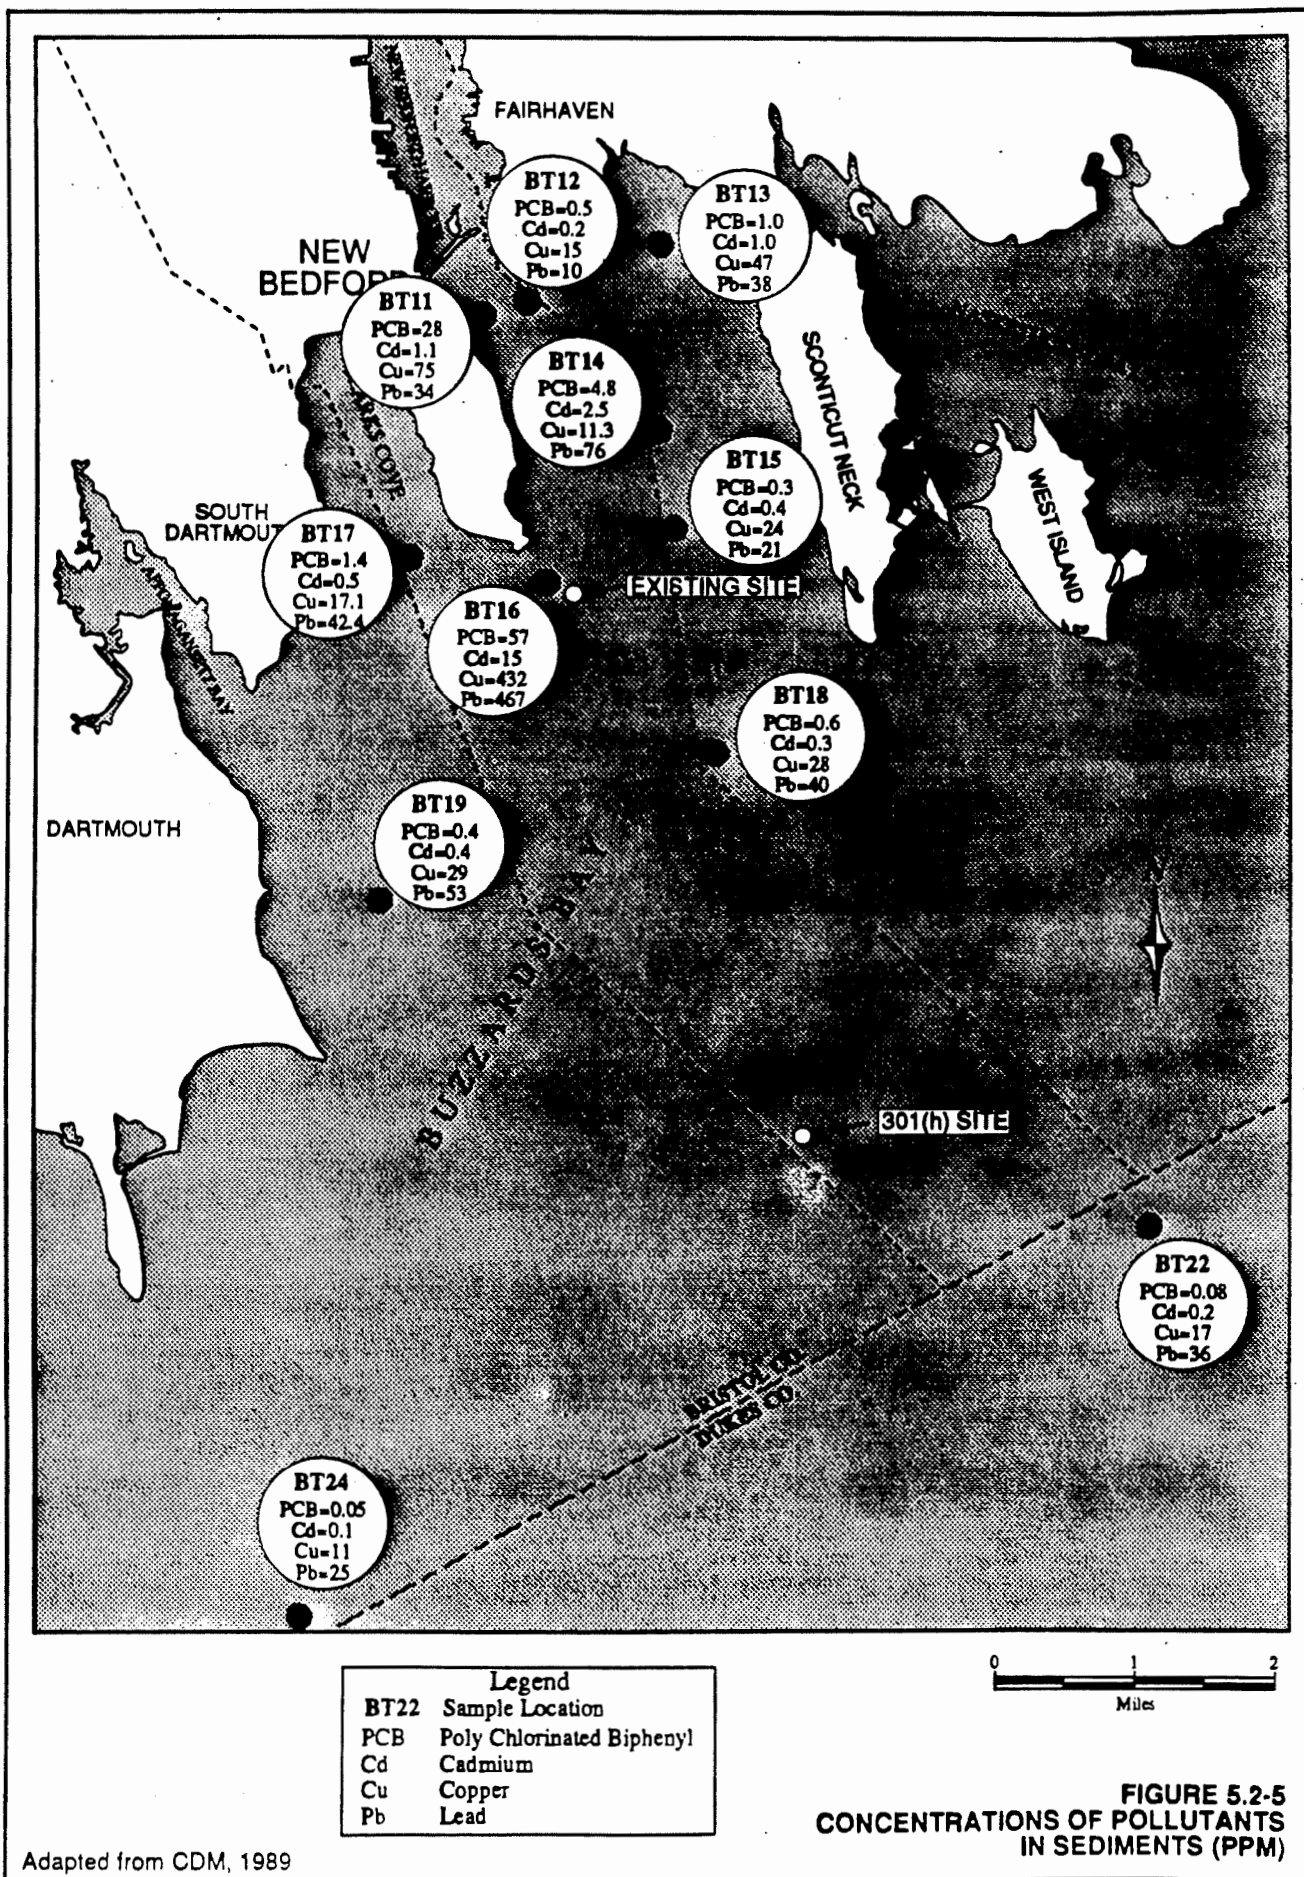 FAIRHAVEN
BT12
PCB=0.5
Cd=0.2
Cu=15
Pb=10
BT13
PCB=1.0
Cd=1.0
Cu=47
Pb=38
NEW
BEDFORD
BT11
PCB=28
Cd=1.1
Cu=75
Pb=34
BT14
PCB=4.8
Cd=2.5
Cu=11.3
Pb=76
SCONTICUT NECK
COVE
BT15
PCB=0.3
Cd=0.4
Cu=24
Pb=21
WEST ISLAND
SOUTH
DARTMOUT
BT17
PCB=1.4
Cd=0.5
Cu=17.1
Pb=42.4
EXISTING SITE
BT16
PCB=57
Cd=15
Cu=432
Pb=467
BAY
BT18
PCB=0.6
Cd=0.3
Cu=28
Pb=40
DARTMOUTH
BT19
PCB=0.4
Cd=0.4
Cu=29
Pb=53
BUZZARDS BAY
301(h) SITE
BT22
PCB=0.08
Cd=0.2
Cu=17
Pb=36
BRISTOL CO.
DUKES CO.
BT24
PCB=0.05
Cd=0.1
Cu=11
Pb=25
0 1 2
Miles
Legend
BT22 Sample Location
PCB Poly Chlorinated Biphenyl
Cd Cadmium
Cu Copper
Pb Lead
FIGURE 5.2-5
CONCENTRATIONS OF POLLUTANTS
IN SEDIMENTS (PPM)
Adapted from CDM, 1989